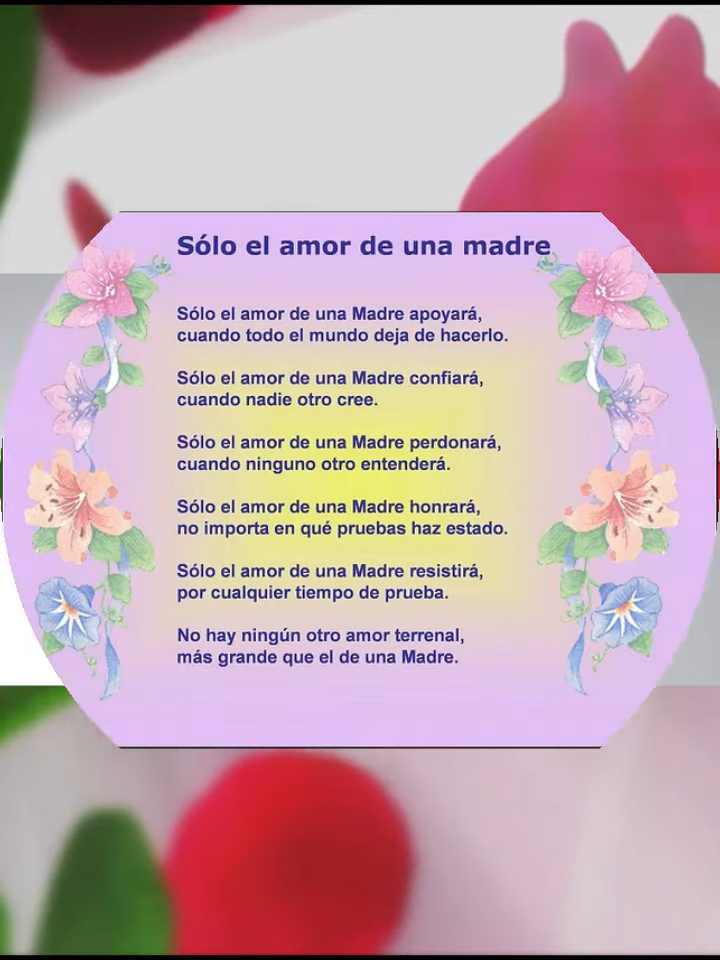 Sólo el amor de una madre
Sólo el amor de una Madre apoyará,
cuando todo el mundo deja de hacerlo.
Sólo el amor de una Madre confiará,
cuando nadie otro cree.
Sólo el amor de una Madre perdonará,
cuando ninguno otro entenderá.
Sólo el amor de una Madre honrará,
no importa en qué pruebas haz estado.
Sólo el amor de una Madre resistirá,
por cualquier tiempo de prueba.
No hay ningún otro amor terrenal,
más grande que el de una Madre.